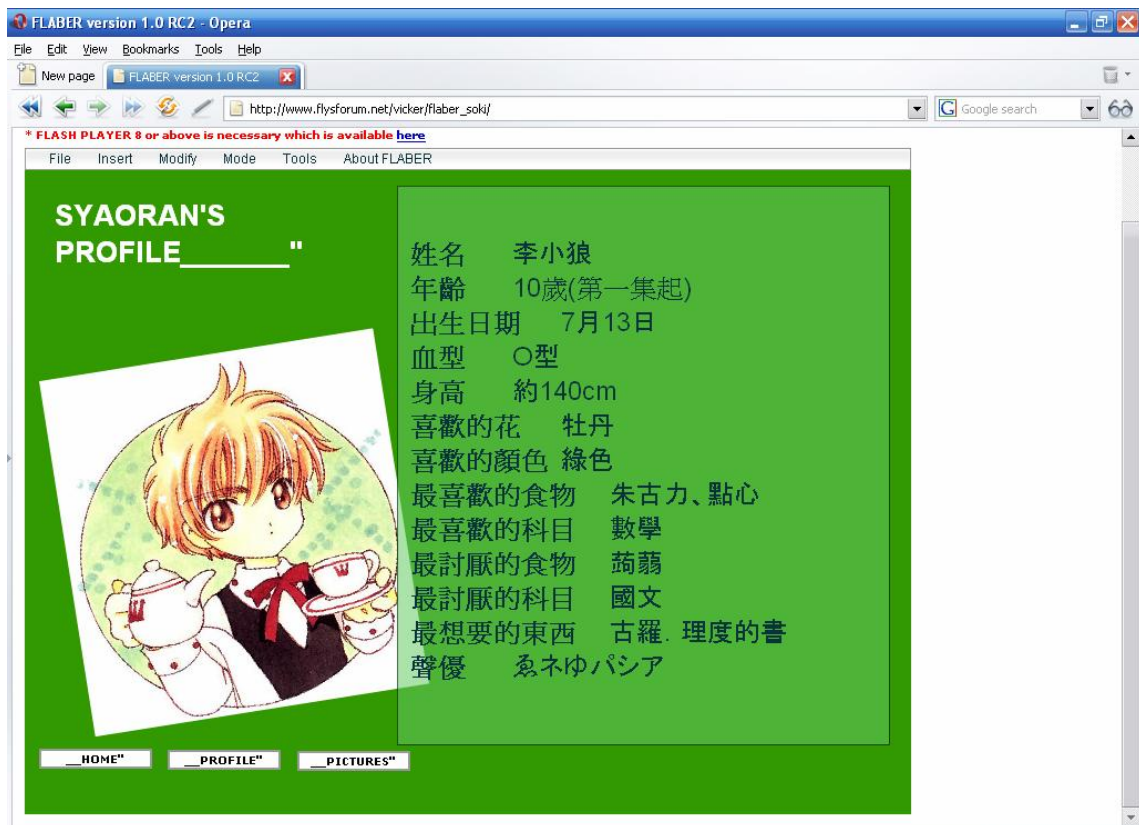 FLABER version 1.0 RC2 - Opera
File Edit View Bookmarks Tools Help
New page FLABER version 1.0 RC2
http://www.flysforum.net/vicker/flaber_soki/ Google search
* FLASH PLAYER 8 or above is necessary which is available here
File Insert Modify Mode Tools About FLABER
SYAORAN'S
PROFILE______"
姓名 李小狼
年齡 10歲(第一集起)
出生日期 7月13日
血型 O型
身高 約140cm
喜歡的花 牡丹
喜歡的顏色 綠色
最喜歡的食物 朱古力、點心
最喜歡的科目 數學
最討厭的食物 蒟蒻
最討厭的科目 國文
最想要的東西 古羅. 理度的書
聲優 ゑネゆパシア
__HOME" __PROFILE" __PICTURES"